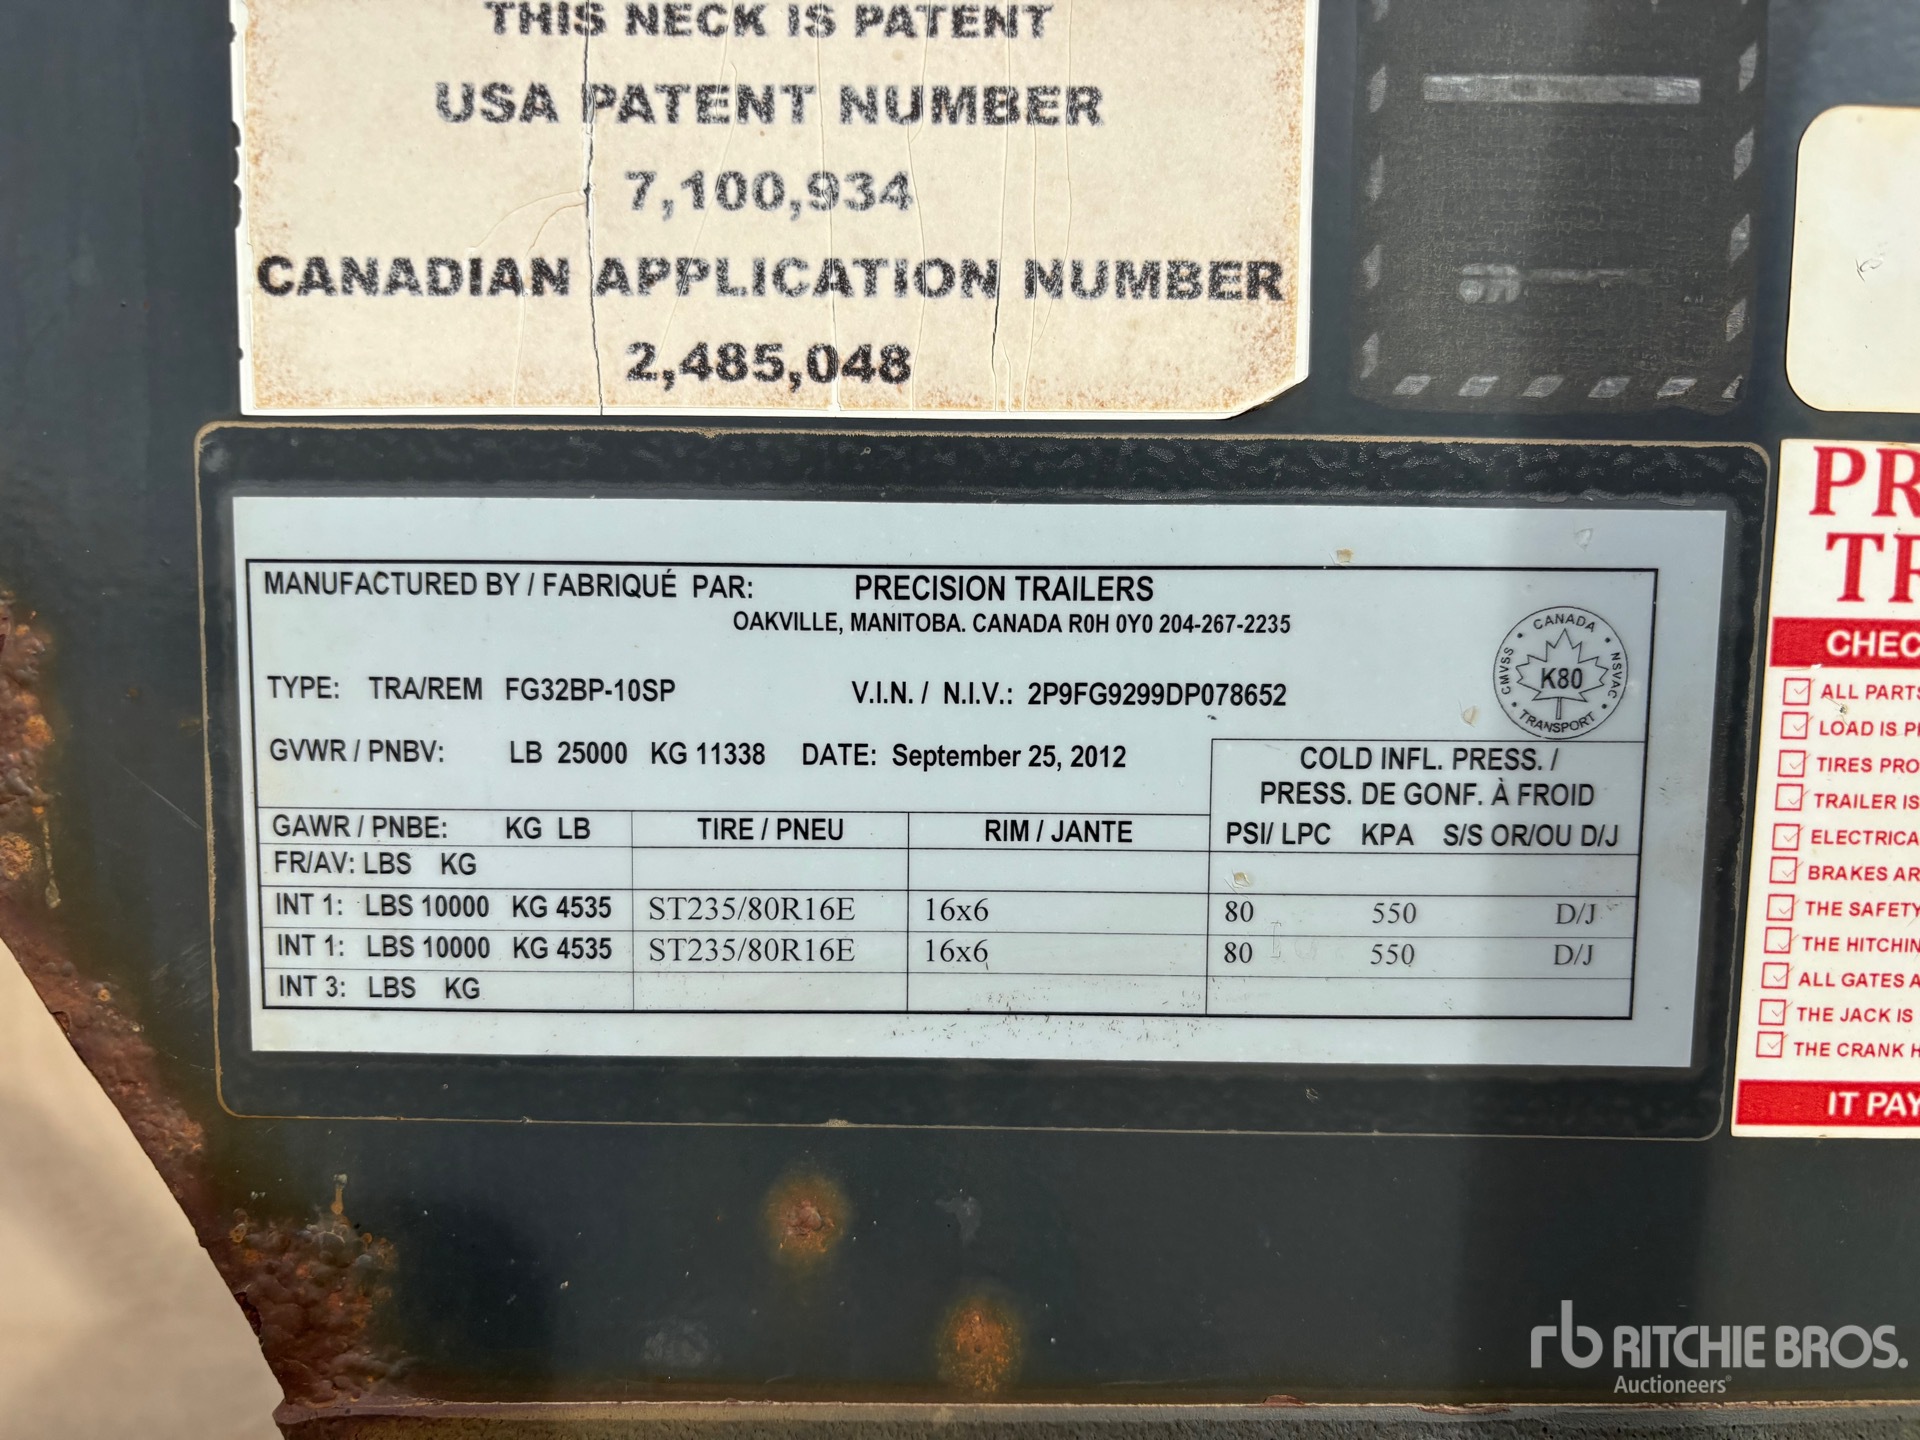 THIS NECK IS PATENT
USA PATENT NUMBER
7,100,934
CANADIAN APPLICATION NUMBER
2,485,048
MANUFACTURED BY / FABRIQUÉ PAR: PRECISION TRAILERS
OAKVILLE, MANITOBA. CANADA R0H 0Y0 204-267-2235
TYPE: TRA/REM FG32BP-10SP V.I.N. / N.I.V.: 2P9FG9299DP078652
CANADA
CMVSS K80 NSVAC
TRANSPORT
GVWR / PNBV: LB 25000 KG 11338 DATE: September 25, 2012
COLD INFL. PRESS. /
PRESS. DE GONF. À FROID
GAWR / PNBE: KG LB TIRE / PNEU RIM / JANTE PSI/ LPC KPA S/S OR/OU D/J
FR/AV: LBS KG
INT 1: LBS 10000 KG 4535 ST235/80R16E 16x6 80 550 D/J
INT 1: LBS 10000 KG 4535 ST235/80R16E 16x6 80 550 D/J
INT 3: LBS KG
PR
TR
CHEC
ALL PARTS
LOAD IS
TIRES PRO
TRAILER IS
ELECTRICA
BRAKES AR
THE SAFETY
THE HITCHIN
ALL GATES A
THE JACK IS
THE CRANK H
IT PAY
rb RITCHIE BROS.
Auctioneers